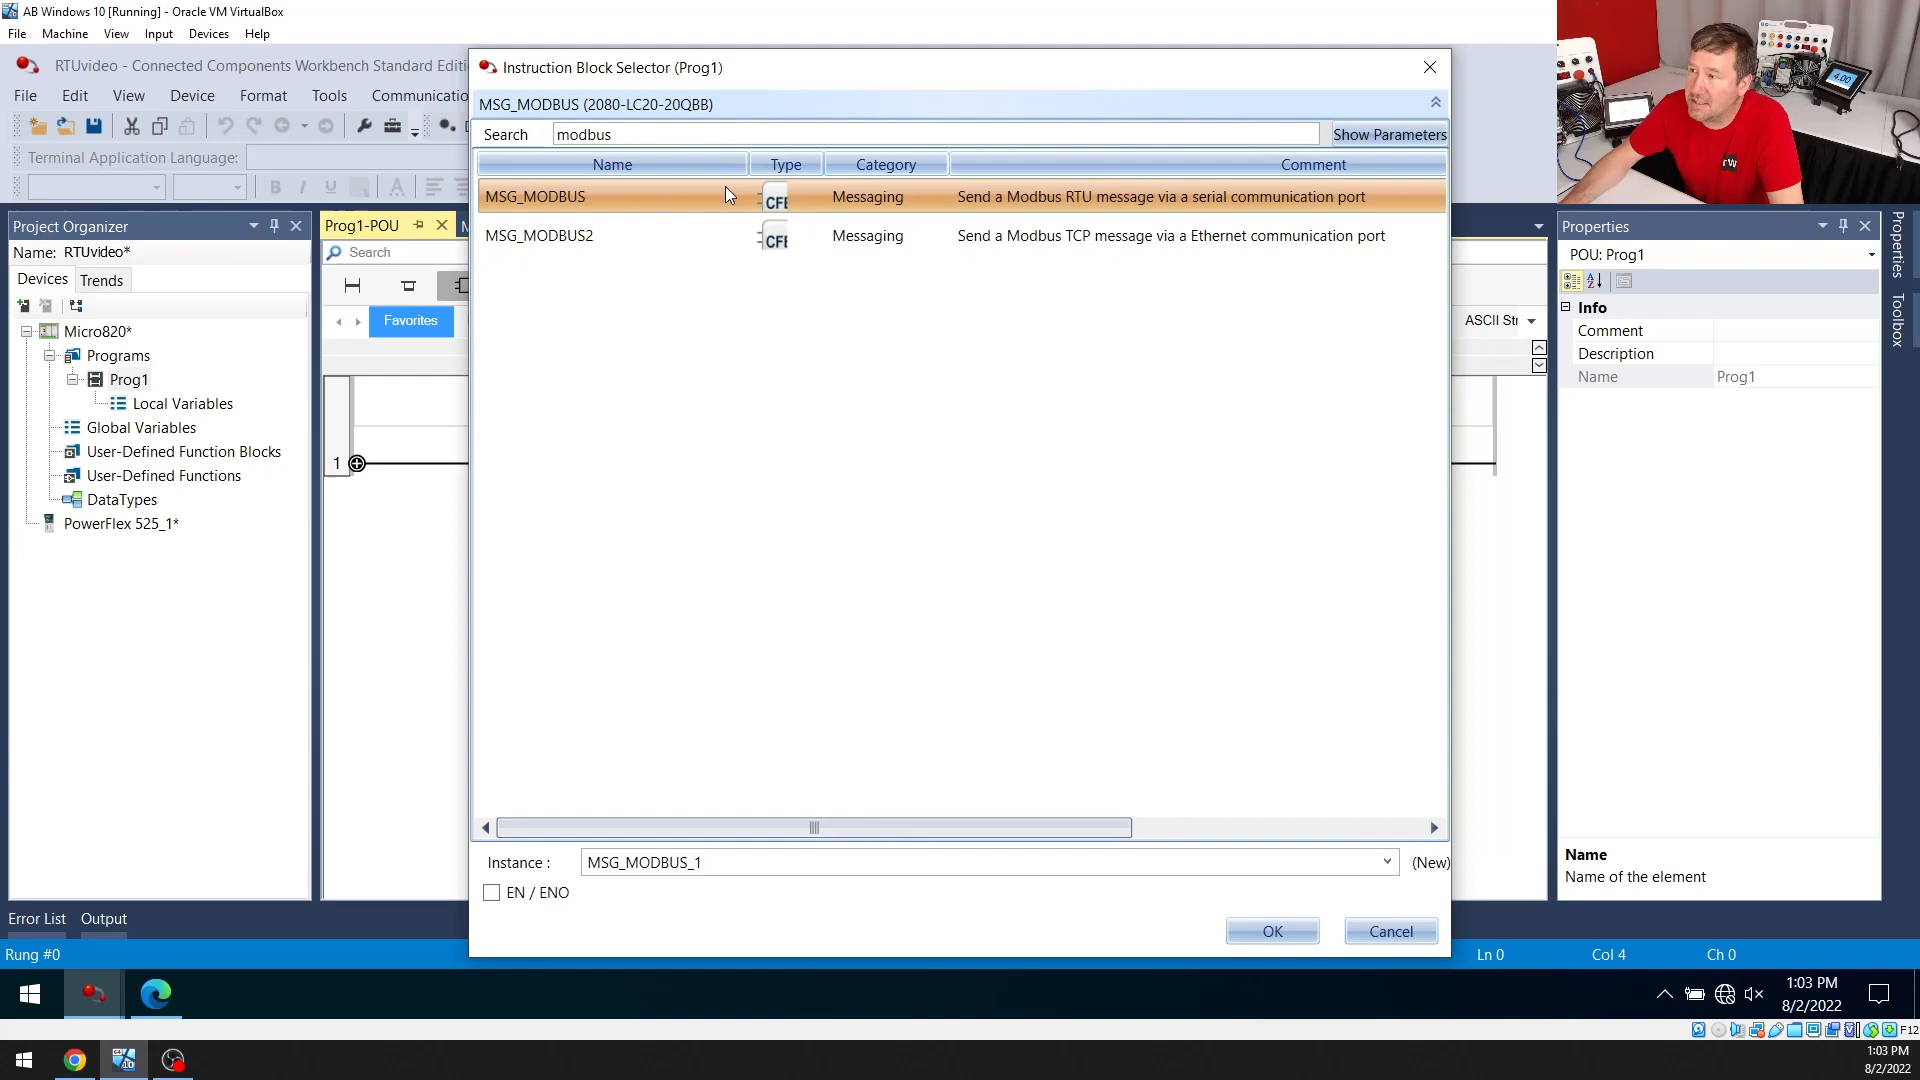 AB Windows 10 [Running] - Oracle VM VirtualBox
File Machine View Input Devices Help
RTUvideo - Connected Components Workbench Standard Editi
File Edit View Device Format Tools Communicatio
Terminal Application Language:
Project Organizer
Name: RTUvideo*
Devices Trends
Micro820*
Programs
Prog1
Local Variables
Global Variables
User-Defined Function Blocks
User-Defined Functions
DataTypes
PowerFlex 525_1*
Prog1-POU
Search
Favorites
1
Instruction Block Selector (Prog1)
MSG_MODBUS (2080-LC20-20QBB)
Search modbus Show Parameters
Name Type Category Comment
MSG_MODBUS CFB Messaging Send a Modbus RTU message via a serial communication port
MSG_MODBUS2 CFB Messaging Send a Modbus TCP message via a Ethernet communication port
Instance : MSG_MODBUS_1 (New)
EN / ENO
OK Cancel
ASCII Str
Properties
POU: Prog1
Info
Comment
Description
Name Prog1
Name
Name of the element
Properties
Toolbox
4.00
rw
Error List Output
Rung #0 Ln 0 Col 4 Ch 0
1:03 PM
8/2/2022
F12
1:03 PM
8/2/2022